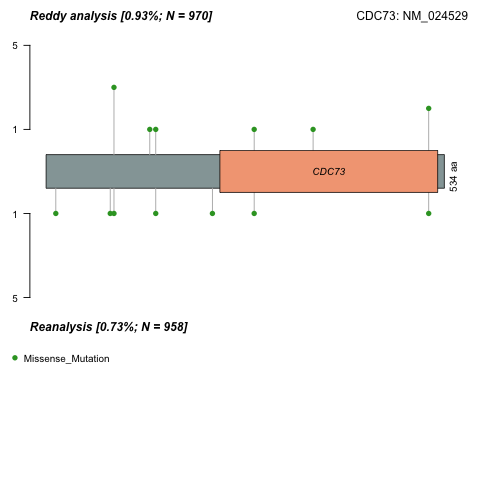 Reddy analysis [0.93%; N = 970]
CDC73: NM_024529
5
1
CDC73
534 aa
1
5
Reanalysis [0.73%; N = 958]
Missense_Mutation